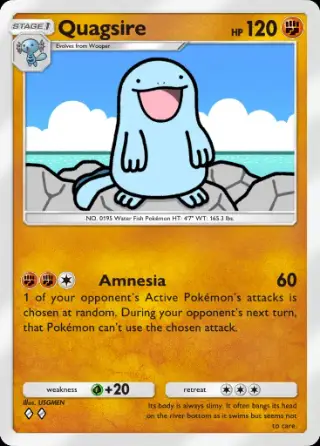 STAGE 1 Quagsire HP 120
Evolves from Wooper
NO. 0195 Water Fish Pokémon HT: 4'7" WT: 165.3 lbs.
Amnesia 60
1 of your opponent's Active Pokémon's attacks is
chosen at random. During your opponent's next turn,
that Pokémon can't use the chosen attack.
weakness +20 retreat
Illus. USGMEN
Its body is always slimy. It often bangs its head
on the river bottom as it swims but seems not
to care.